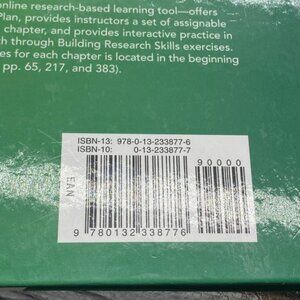 online research-based learning tool—offers
Plan, provides instructors a set of assignable
chapter, and provides interactive practice in
th through Building Research Skills exercises.
es for each chapter is located in the beginning
pp. 65, 217, and 383).
ISBN-13: 978-0-13-233877-6
ISBN-10: 0-13-233877-7
90000
EAN
9 780132 338776